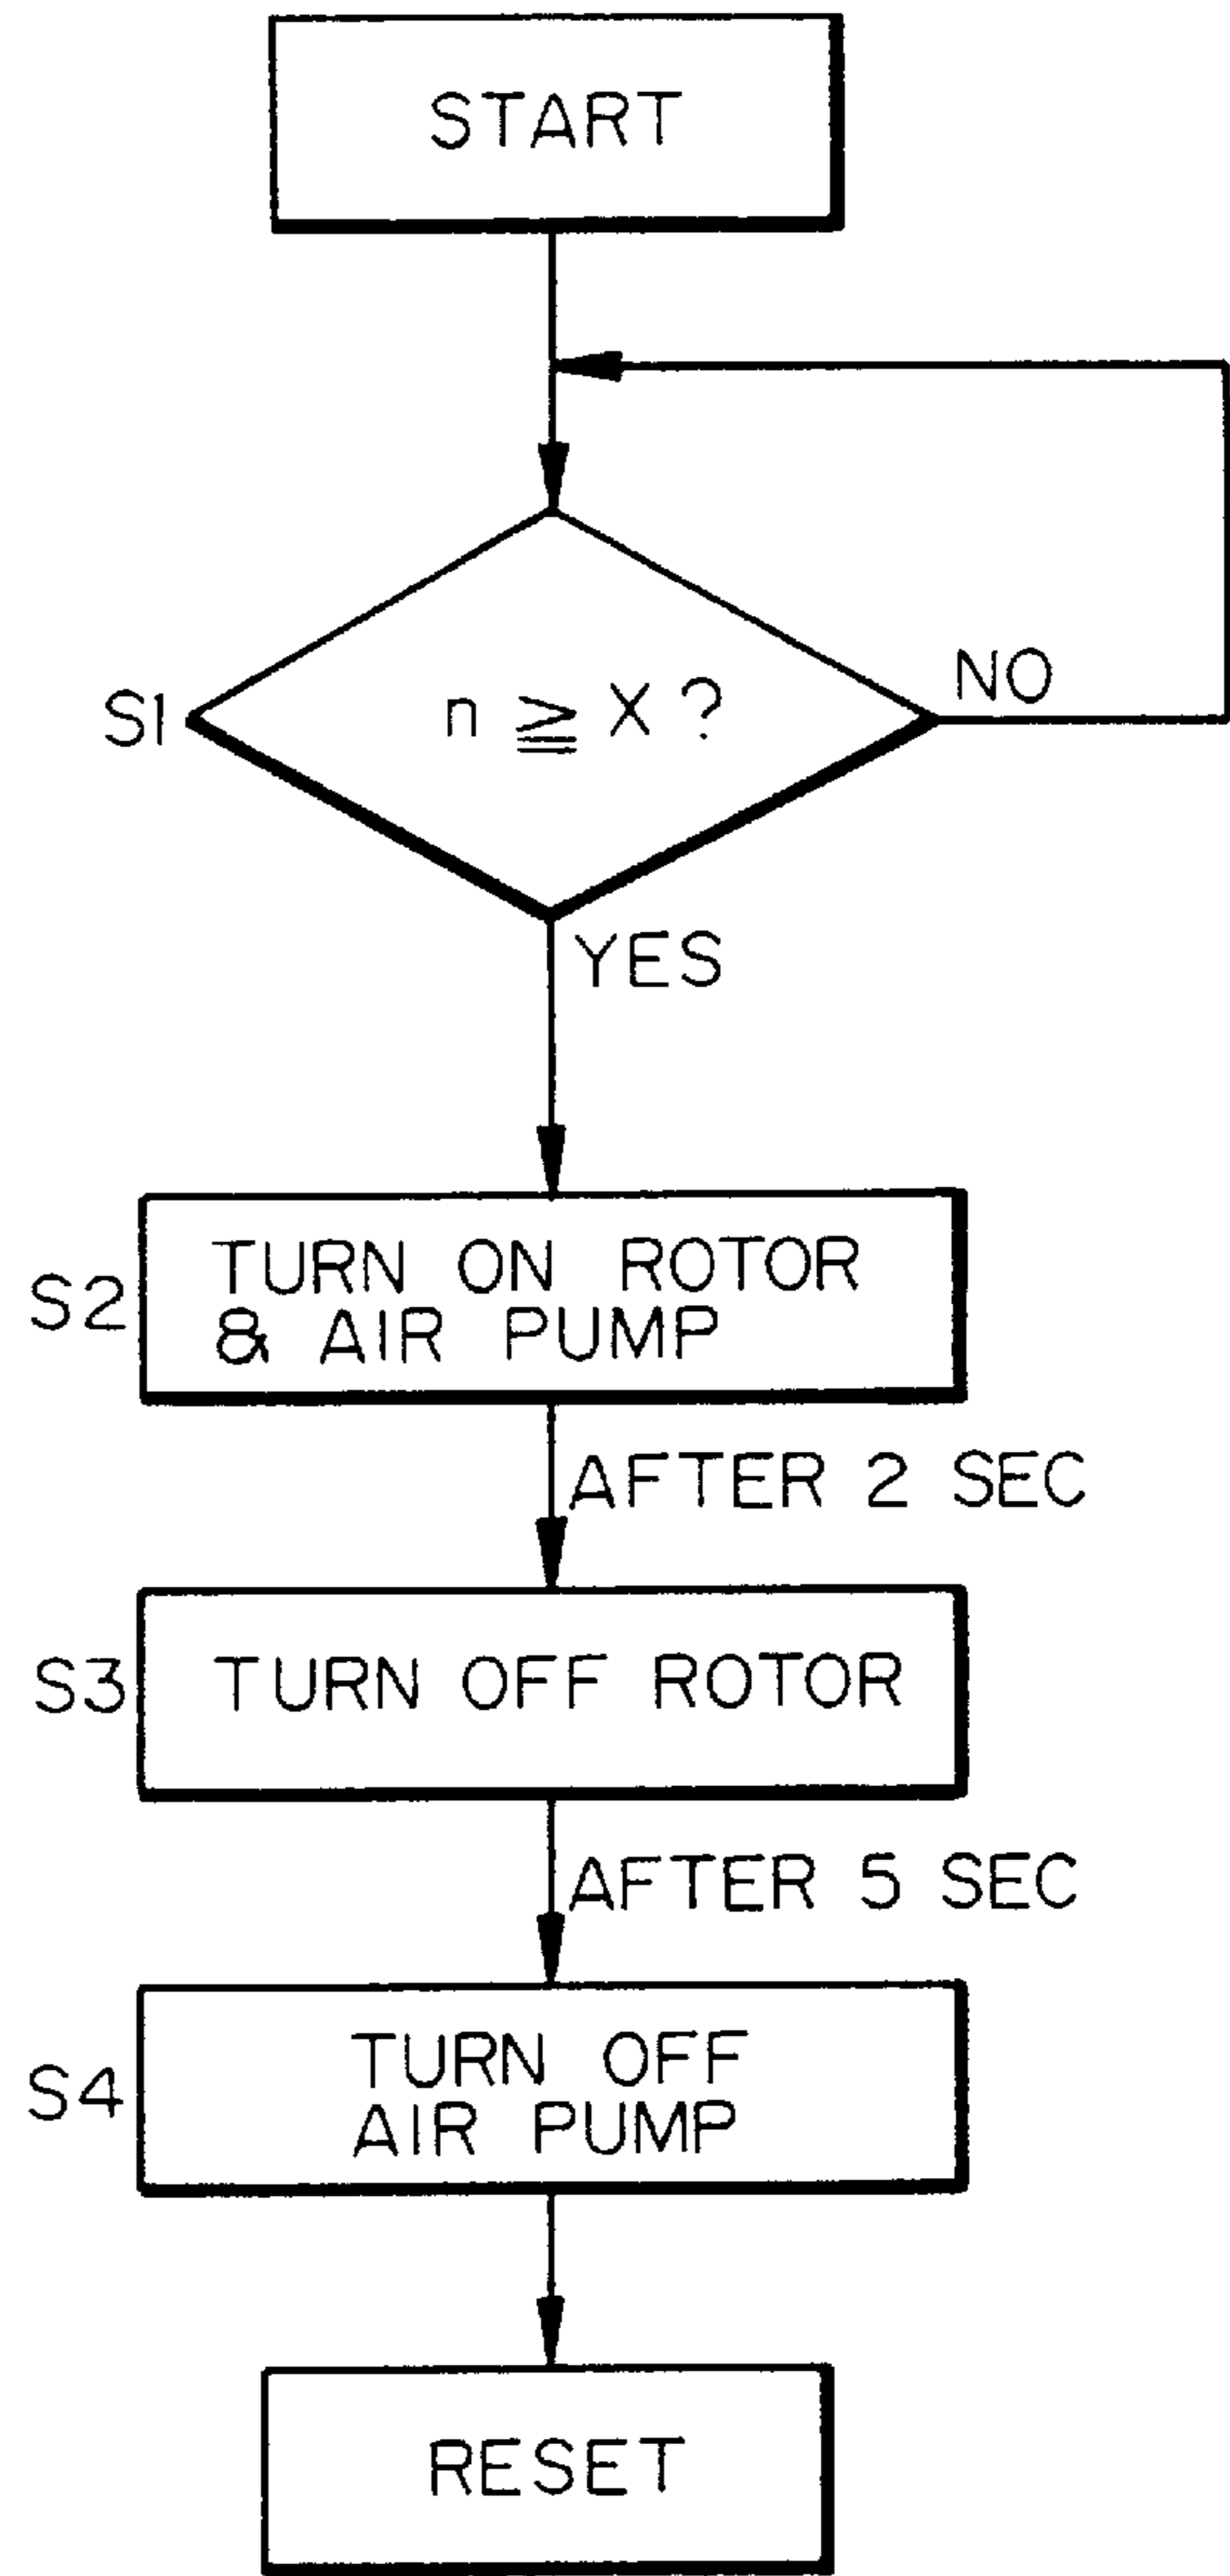 START
NO
S1
n ≧ X ?
YES
S2
TURN ON ROTOR
& AIR PUMP
AFTER 2 SEC
S3
TURN OFF ROTOR
AFTER 5 SEC
S4
TURN OFF
AIR PUMP
RESET